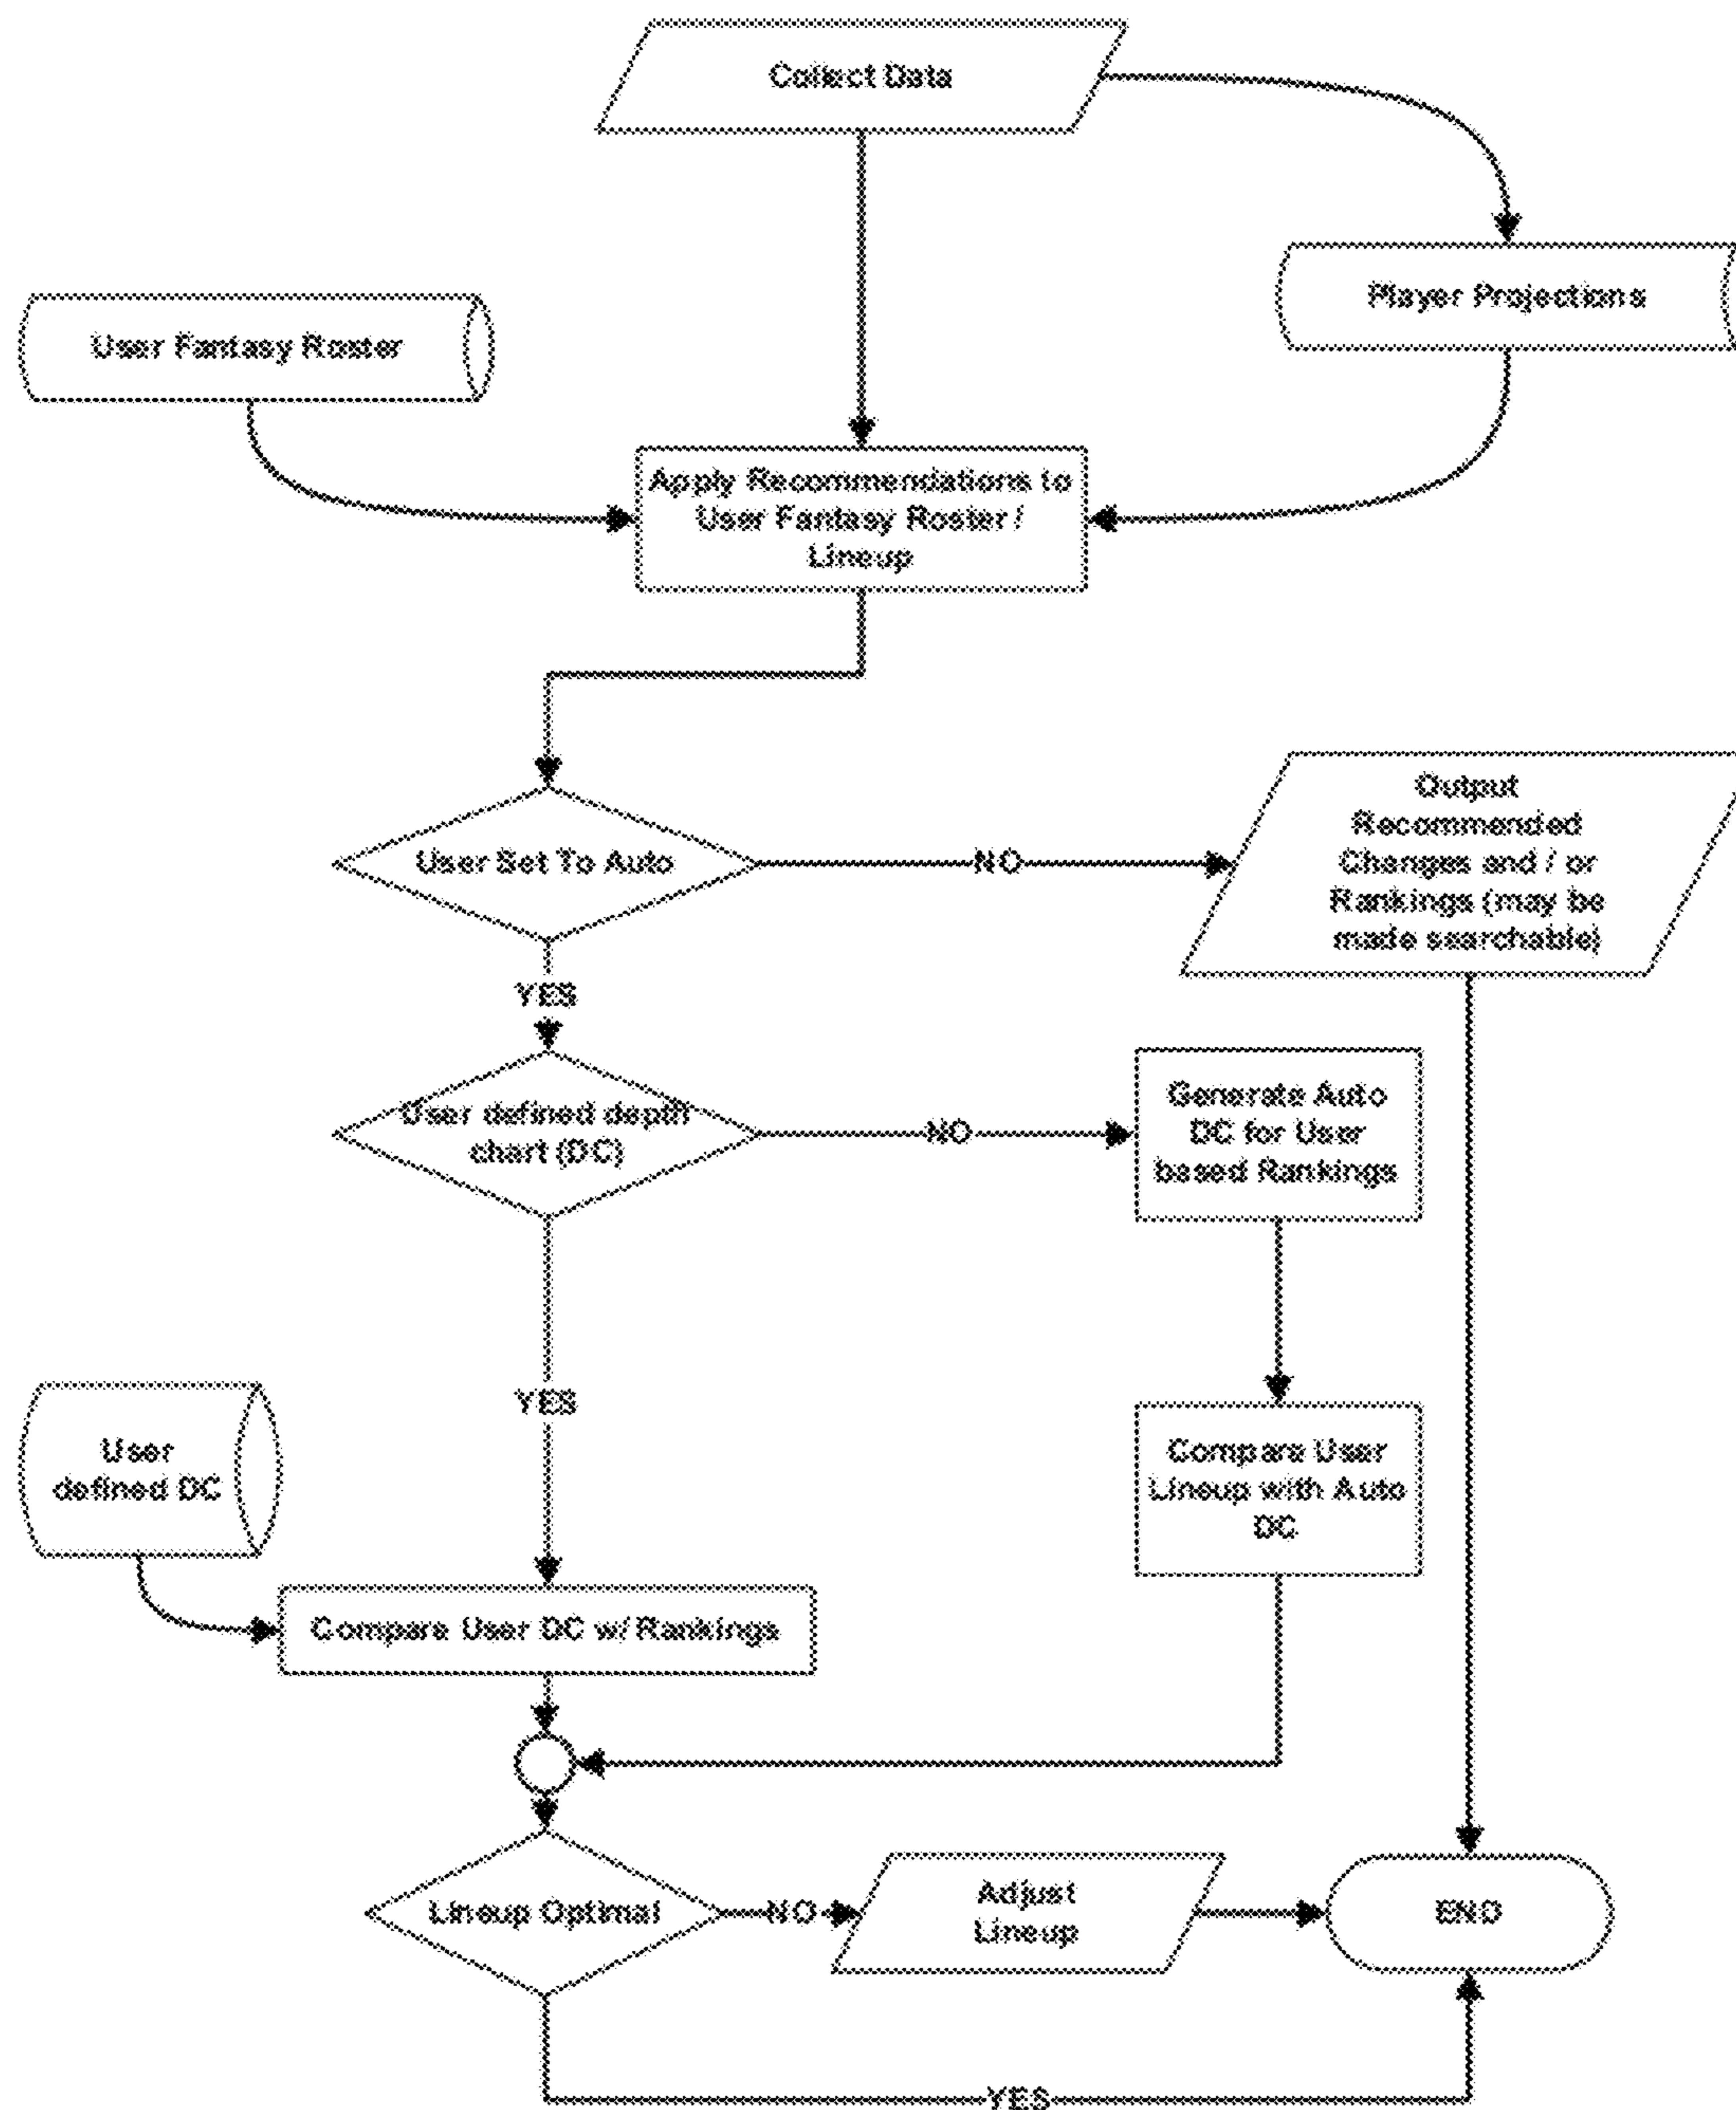 Collect Data
Player Projections
User Fantasy Roster
Apply Recommendations to
User Fantasy Roster /
Lineup
User Set To Auto
NO
Output
Recommended
Changes and / or
Rankings (may be
made searchable)
YES
User defined depth
chart (DC)
NO
Generate Auto
DC for User
based Rankings
YES
User
defined DC
Compare User
Lineup with Auto
DC
Compare User DC w/ Rankings
Lineup Optimal
NO
Adjust
Lineup
END
YES